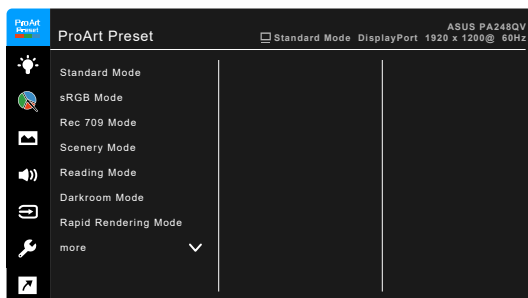 ProArt
Preset
ProArt Preset
ASUS PA248QV
Standard Mode DisplayPort 1920 x 1200@ 60Hz
Standard Mode
sRGB Mode
Rec 709 Mode
Scenery Mode
Reading Mode
Darkroom Mode
Rapid Rendering Mode
more